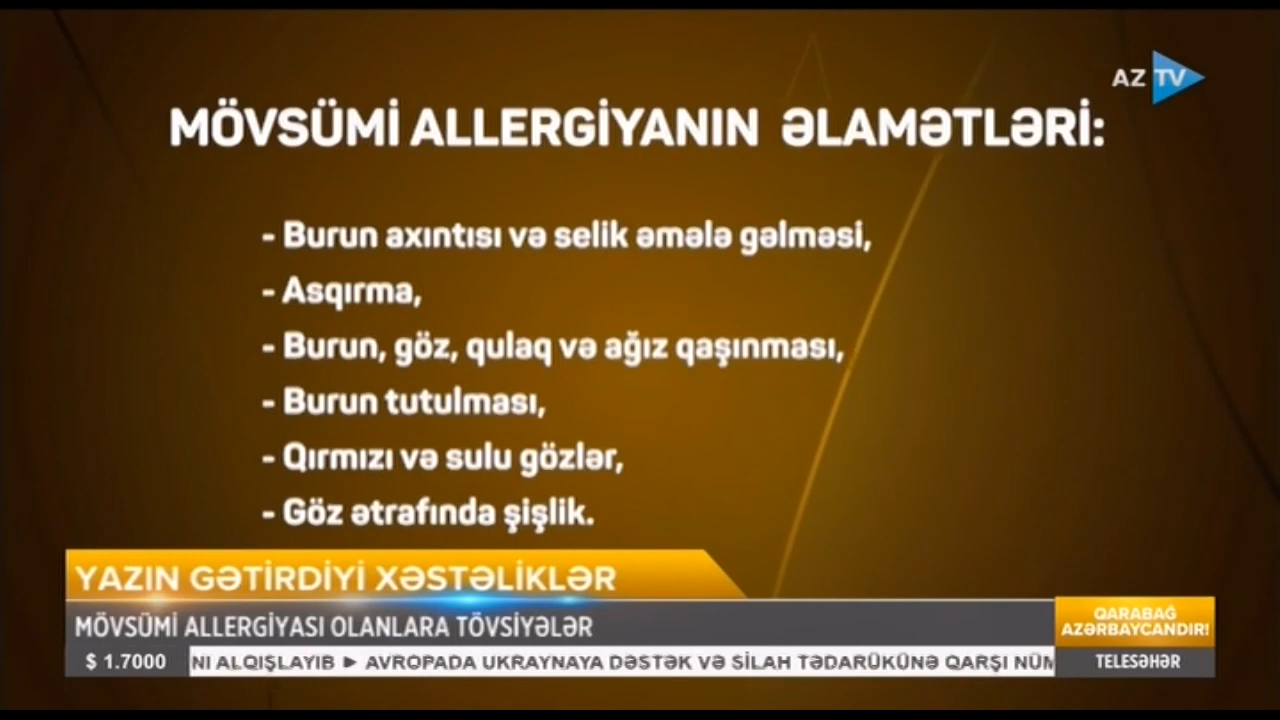 AZ TV
MÖVSÜMİ ALLERGİYANIN ƏLAMƏTLƏRİ:
- Burun axıntısı və selik əmələ gəlməsi,
- Asqırma,
- Burun, göz, qulaq və ağız qaşınması,
- Burun tutulması,
- Qırmızı və sulu gözlər,
- Göz ətrafında şişlik.
YAZIN GƏTİRDİYİ XƏSTƏLİKLƏR
MÖVSÜMİ ALLERGİYASI OLANLARA TÖVSİYƏLƏR
QARABAĞ
AZƏRBAYCANDIR!
$ 1.7000 NI ALQIŞLAYIB ► AVROPADA UKRAYNAYA DƏSTƏK VƏ SİLAH TƏDARÜKÜNƏ QARŞI NÜM
TELESƏHƏR